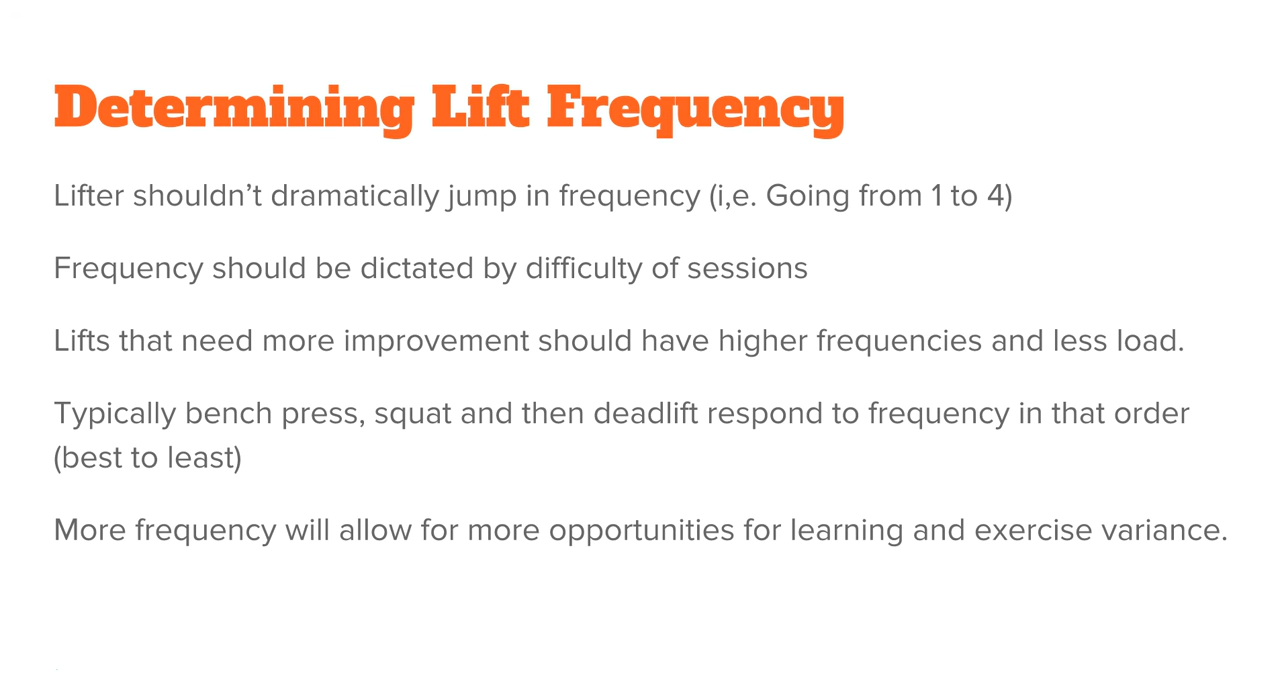 Determining Lift Frequency
Lifter shouldn’t dramatically jump in frequency (i,e. Going from 1 to 4)
Frequency should be dictated by difficulty of sessions
Lifts that need more improvement should have higher frequencies and less load.
Typically bench press, squat and then deadlift respond to frequency in that order
(best to least)
More frequency will allow for more opportunities for learning and exercise variance.